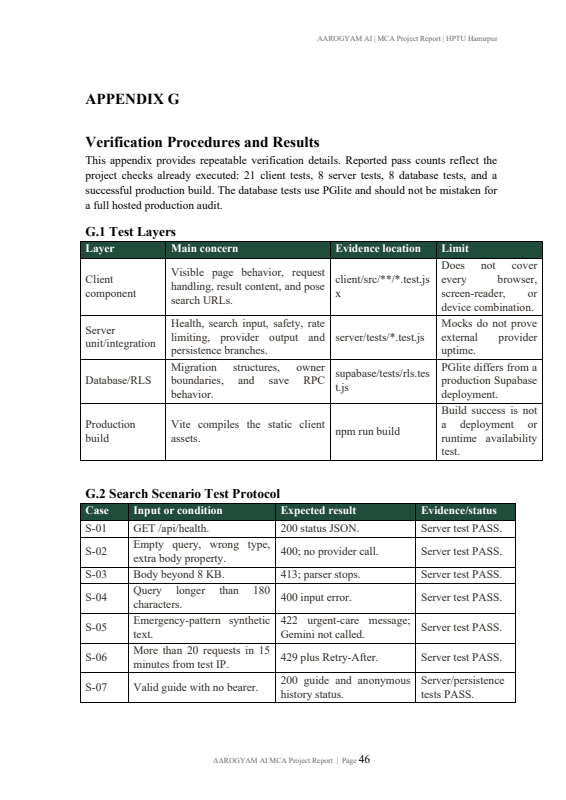 AAROGYAM AI | MCA Project Report | HPTU Hamirpur
APPENDIX G
Verification Procedures and Results
This appendix provides repeatable verification details. Reported pass counts reflect the
project checks already executed: 21 client tests, 8 server tests, 8 database tests, and a
successful production build. The database tests use PGlite and should not be mistaken for
a full hosted production audit.
G.1 Test Layers
Layer Main concern Evidence location Limit
Client
component
Visible page behavior, request
handling, result content, and pose
search URLs.
client/src/**/*.test.js
x
Does not cover
every browser,
screen-reader, or
device combination.
Server
unit/integration
Health, search input, safety, rate
limiting, provider output and
persistence branches.
server/tests/*.test.js
Mocks do not prove
external provider
uptime.
Database/RLS
Migration structures, owner
boundaries, and save RPC
behavior.
supabase/tests/rls.tes
t.js
PGlite differs from a
production Supabase
deployment.
Production
build
Vite compiles the static client
assets.
npm run build
Build success is not
a deployment or
runtime availability
test.
G.2 Search Scenario Test Protocol
Case Input or condition Expected result Evidence/status
S-01 GET /api/health. 200 status JSON. Server test PASS.
S-02
Empty query, wrong type,
extra body property.
400; no provider call. Server test PASS.
S-03 Body beyond 8 KB. 413; parser stops. Server test PASS.
S-04
Query longer than 180
characters.
400 input error. Server test PASS.
S-05
Emergency-pattern synthetic
text.
422 urgent-care message;
Gemini not called.
Server test PASS.
S-06
More than 20 requests in 15
minutes from test IP.
429 plus Retry-After. Server test PASS.
S-07 Valid guide with no bearer.
200 guide and anonymous
history status.
Server/persistence
tests PASS.
AAROGYAM AI MCA Project Report | Page 46